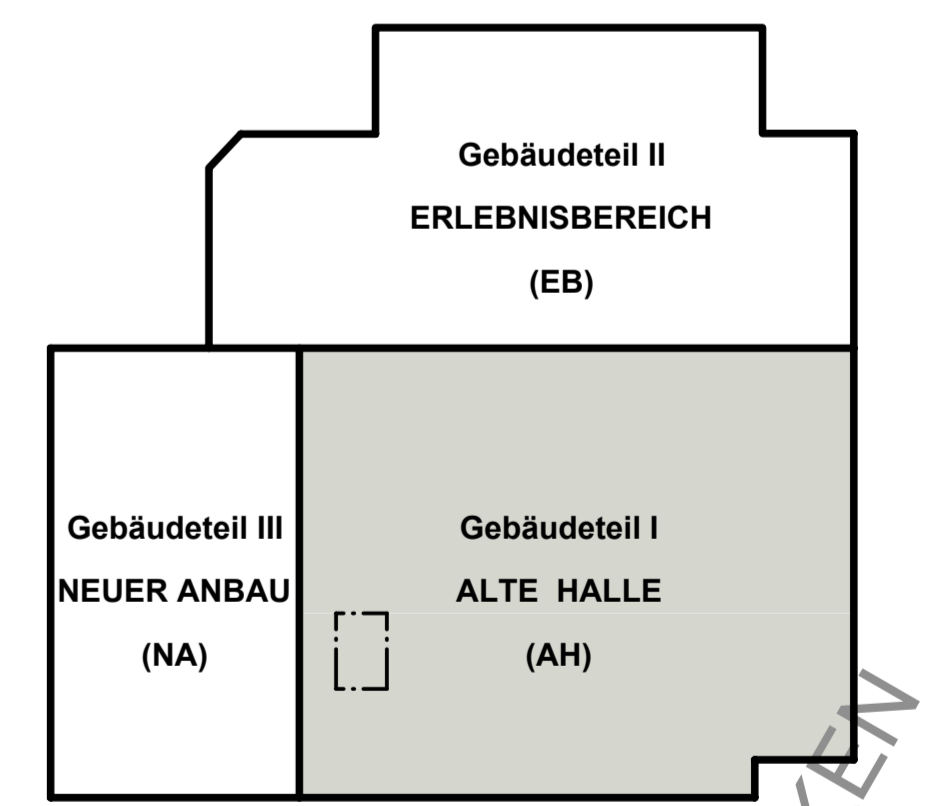 Gebäudeteil II
ERLEBNISBEREICH
(EB)
Gebäudeteil III
NEUER ANBAU
(NA)
Gebäudeteil I
ALTE HALLE
(AH)